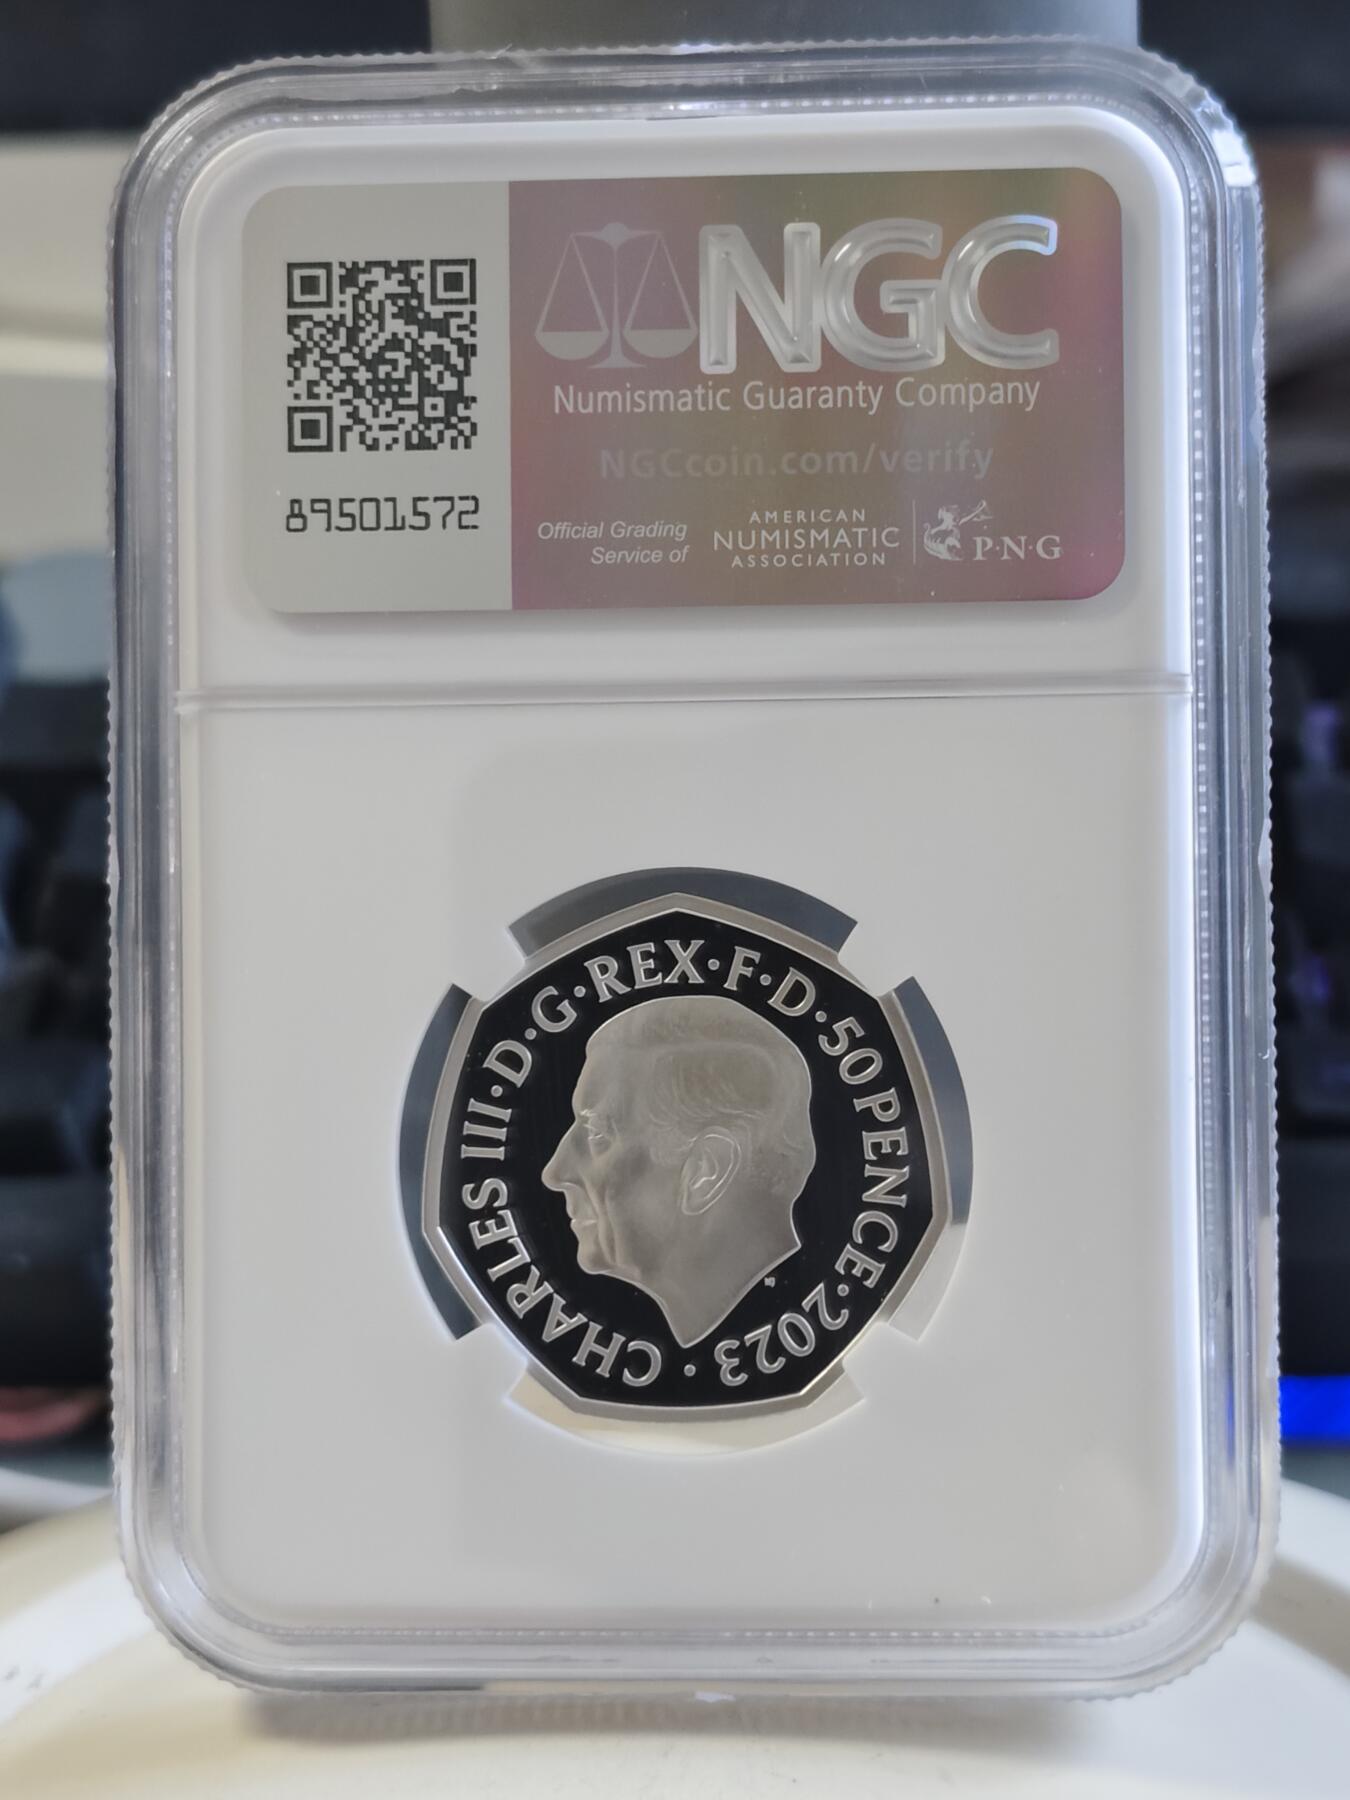 NGC
Numismatic Guaranty Company
NGCcoin.com/verify
89501572
Official Grading
Service of
AMERICAN
NUMISMATIC
ASSOCIATION
P·N·G
CHARLES III·D·G·REX·F·D·50 PENCE·2023·